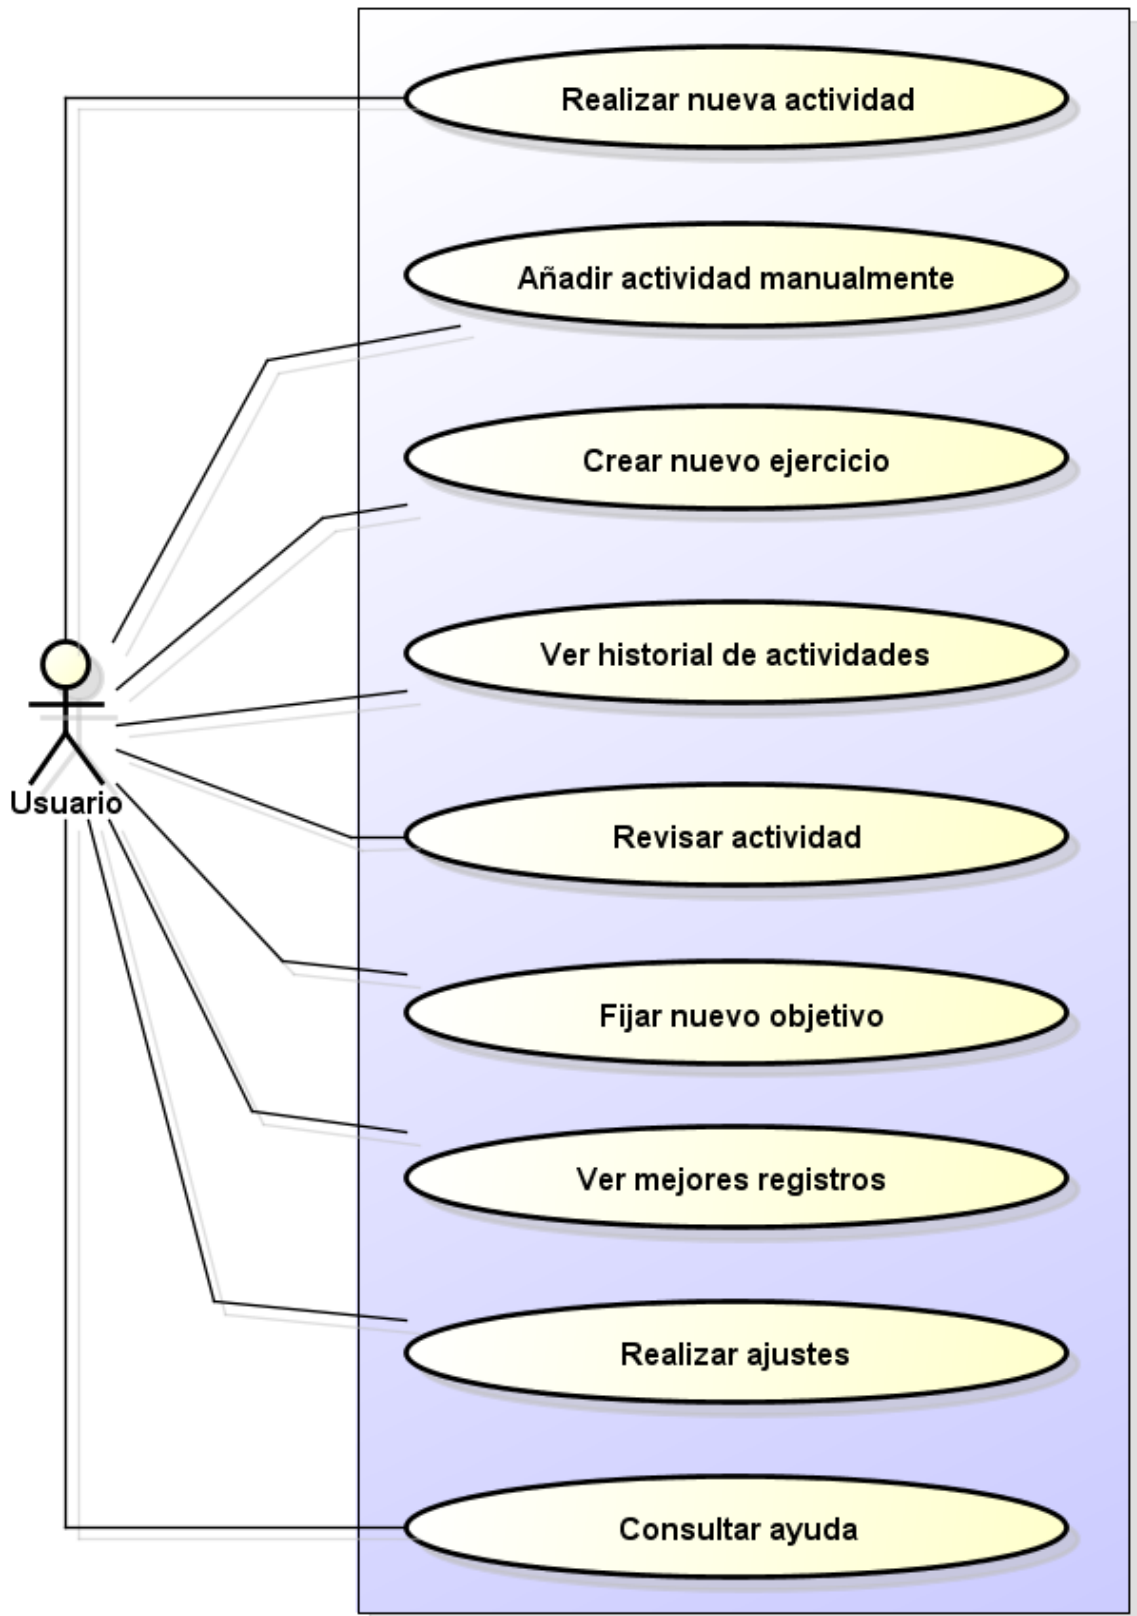 Realizar nueva actividad
Añadir actividad manualmente
Crear nuevo ejercicio
Ver historial de actividades
Usuario
Revisar actividad
Fijar nuevo objetivo
Ver mejores registros
Realizar ajustes
Consultar ayuda